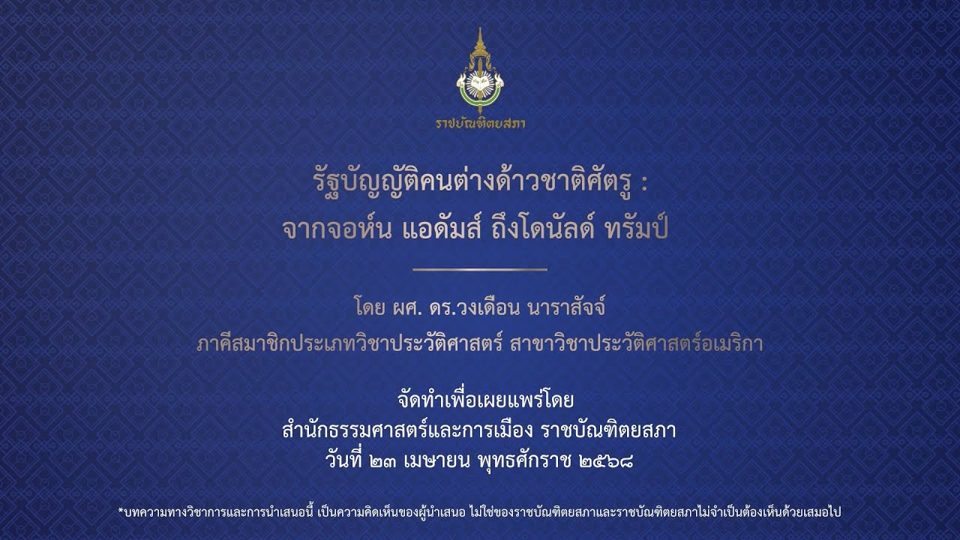 ราชบัณฑิตยสภา
รัฐบัญญัติคนต่างด้าวชาติศัตรู :
จากจอห์น แอดัมส์ ถึงโดนัลด์ ทรัมป์
โดย ผศ. ดร.วงเดือน นาราสัจจ์
ภาคีสมาชิกประเภทวิชาประวัติศาสตร์ สาขาวิชาประวัติศาสตร์อเมริกา
จัดทำเพื่อเผยแพร่โดย
สำนักธรรมศาสตร์และการเมือง ราชบัณฑิตยสภา
วันที่ ๒๓ เมษายน พุทธศักราช ๒๕๖๘
*บทความทางวิชาการและการนำเสนอนี้ เป็นความคิดเห็นของผู้นำเสนอ ไม่ใช่ของราชบัณฑิตยสภาและราชบัณฑิตยสภาไม่จำเป็นต้องเห็นด้วยเสมอไป